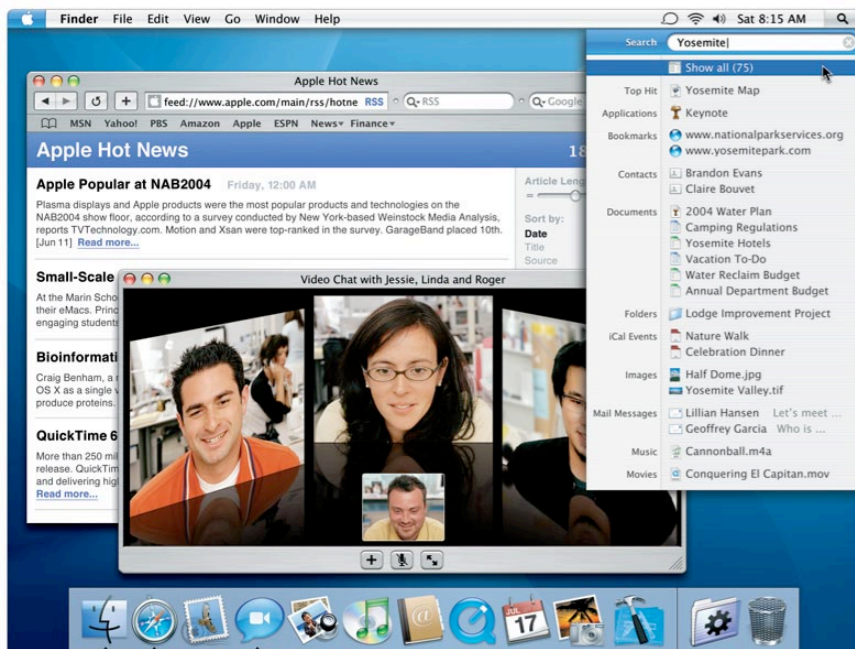 Finder File Edit View Go Window Help
Sat 8:15 AM
Search Yosemite
Show all (75)
Top Hit Yosemite Map
Applications Keynote
Bookmarks www.nationalparkservices.org
www.yosemitepark.com
Contacts Brandon Evans
Claire Bouvet
Documents 2004 Water Plan
Camping Regulations
Yosemite Hotels
Vacation To-Do
Water Reclaim Budget
Annual Department Budget
Folders Lodge Improvement Project
iCal Events Nature Walk
Celebration Dinner
Images Half Dome.jpg
Yosemite Valley.tif
Mail Messages Lillian Hansen Let's meet ...
Geoffrey Garcia Who is ...
Music Cannonball.m4a
Movies Conquering El Capitan.mov
Apple Hot News
feed://www.apple.com/main/rss/hotne RSS Q RSS Q Google
MSN Yahoo! PBS Amazon Apple ESPN News Finance
Apple Hot News 18
Apple Popular at NAB2004 Friday, 12:00 AM
Plasma displays and Apple products were the most popular products and technologies on the
NAB2004 show floor, according to a survey conducted by New York-based Weinstock Media Analysis,
reports TVTechnology.com. Motion and Xsan were top-ranked in the survey. GarageBand placed 10th.
[Jun 11] Read more...
Article Leng
Sort by:
Date
Title
Source
Small-Scale
At the Marin Scho
their eMacs. Princ
engaging students
Bioinformati
Craig Benham, a
OS X as a single
produce proteins.
QuickTime 6
More than 250 mil
release. QuickTim
and delivering hig
Read more...
Video Chat with Jessie, Linda and Roger
JUL
17